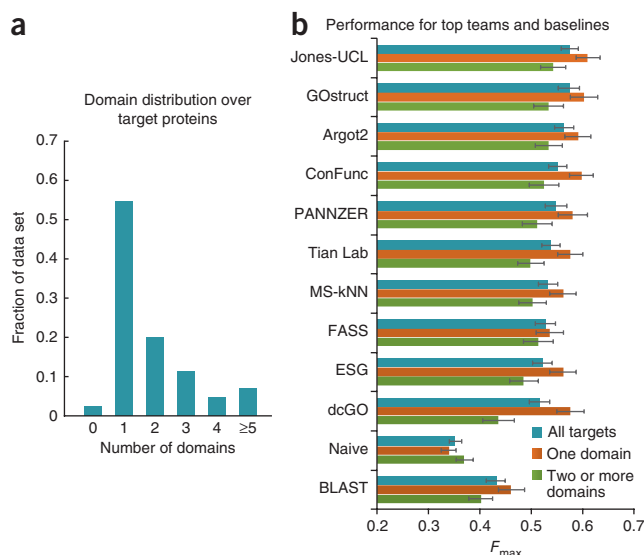 a
Domain distribution over
target proteins
Fraction of data set
0.7
0.6
0.5
0.4
0.3
0.2
0.1
0
0 1 2 3 4 ≥5
Number of domains
b
Performance for top teams and baselines
Jones-UCL
GOstruct
Argot2
ConFunc
PANNZER
Tian Lab
MS-kNN
FASS
ESG
dcGO
Naive
BLAST
All targets
One domain
Two or more
domains
0.2 0.3 0.4 0.5 0.6 0.7
Fmax